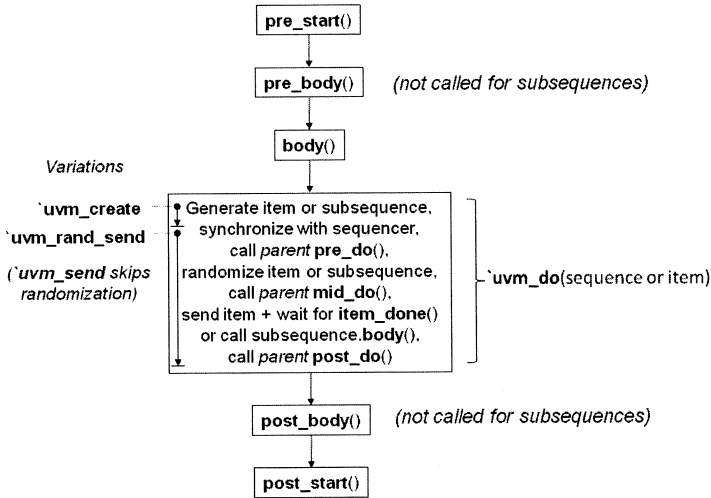 pre_start()
pre_body()
(not called for subsequences)
body()
Variations
`uvm_create
`uvm_rand_send
(`uvm_send skips
randomization)
Generate item or subsequence,
synchronize with sequencer,
call parent pre_do(),
randomize item or subsequence,
call parent mid_do(),
send item + wait for item_done()
or call subsequence.body(),
call parent post_do()
`uvm_do(sequence or item)
post_body()
(not called for subsequences)
post_start()